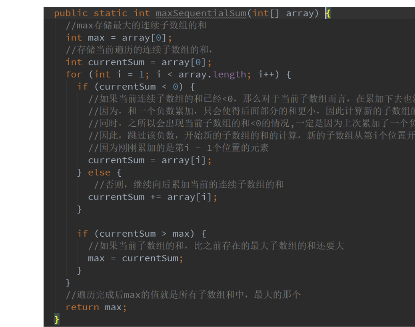 public static int maxSequentialSum(int[] array) {
//max存储最大的连续子数组的和
int max = array[0];
//存储当前遍历的连续子数组的和,
int currentSum = array[0];
for (int i = 1; i < array.length; i++) {
if (currentSum < 0) {
//如果当前连续子数组的和已经<0, 那么对于当前子数组而言, 在累加下去也
//因为, 和一个负数累加, 只会使得后面部分的和更小, 因此计算新的子数组的
//同时, 之所以会出现当前子数组的和<0的情况,一定是因为上次累加了一个
//因此, 跳过该负数, 开始新的子数组的和的计算, 新的子数组从第i个位置开
//因为刚刚累加的是第i - 1个位置的元素
currentSum = array[i];
} else {
//否则, 继续向后累加当前的连续子数组的和
currentSum += array[i];
}
if (currentSum > max) {
//如果当前子数组的和, 比之前存在的最大子数组的和还要大
max = currentSum;
}
}
//遍历完成后max的值就是所有子数组和中, 最大的那个
return max;
}